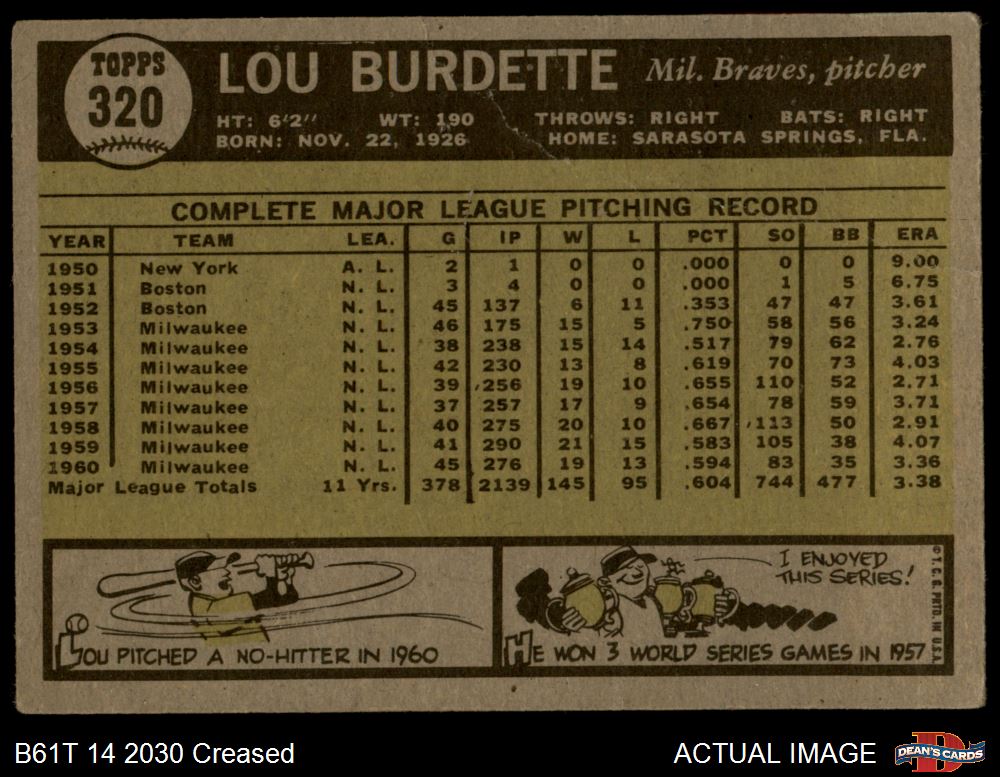 TOPPS
320
LOU BURDETTE Mil. Braves, pitcher
HT: 6'2" WT: 190 THROWS: RIGHT BATS: RIGHT
BORN: NOV. 22, 1926 HOME: SARASOTA SPRINGS, FLA.
COMPLETE MAJOR LEAGUE PITCHING RECORD
YEAR TEAM LEA. G IP W L PCT SO BB ERA
1950 New York A. L. 2 1 0 0 .000 0 0 9.00
1951 Boston N. L. 3 4 0 0 .000 1 5 6.75
1952 Boston N. L. 45 137 6 11 .353 47 47 3.61
1953 Milwaukee N. L. 46 175 15 5 .750 58 56 3.24
1954 Milwaukee N. L. 38 238 15 14 .517 79 62 2.76
1955 Milwaukee N. L. 42 230 13 8 .619 70 73 4.03
1956 Milwaukee N. L. 39 256 19 10 .655 110 52 2.71
1957 Milwaukee N. L. 37 257 17 9 .654 78 59 3.71
1958 Milwaukee N. L. 40 275 20 10 .667 113 50 2.91
1959 Milwaukee N. L. 41 290 21 15 .583 105 38 4.07
1960 Milwaukee N. L. 45 276 19 13 .594 83 35 3.36
Major League Totals 11 Yrs. 378 2139 145 95 .604 744 477 3.38
LOU PITCHED A NO-HITTER IN 1960
I ENJOYED
THIS SERIES!
HE WON 3 WORLD SERIES GAMES IN 1957
© T. C. G. PRTD. IN U.S.A.
B61T 14 2030 Creased
ACTUAL IMAGE
D
DEAN'S CARDS